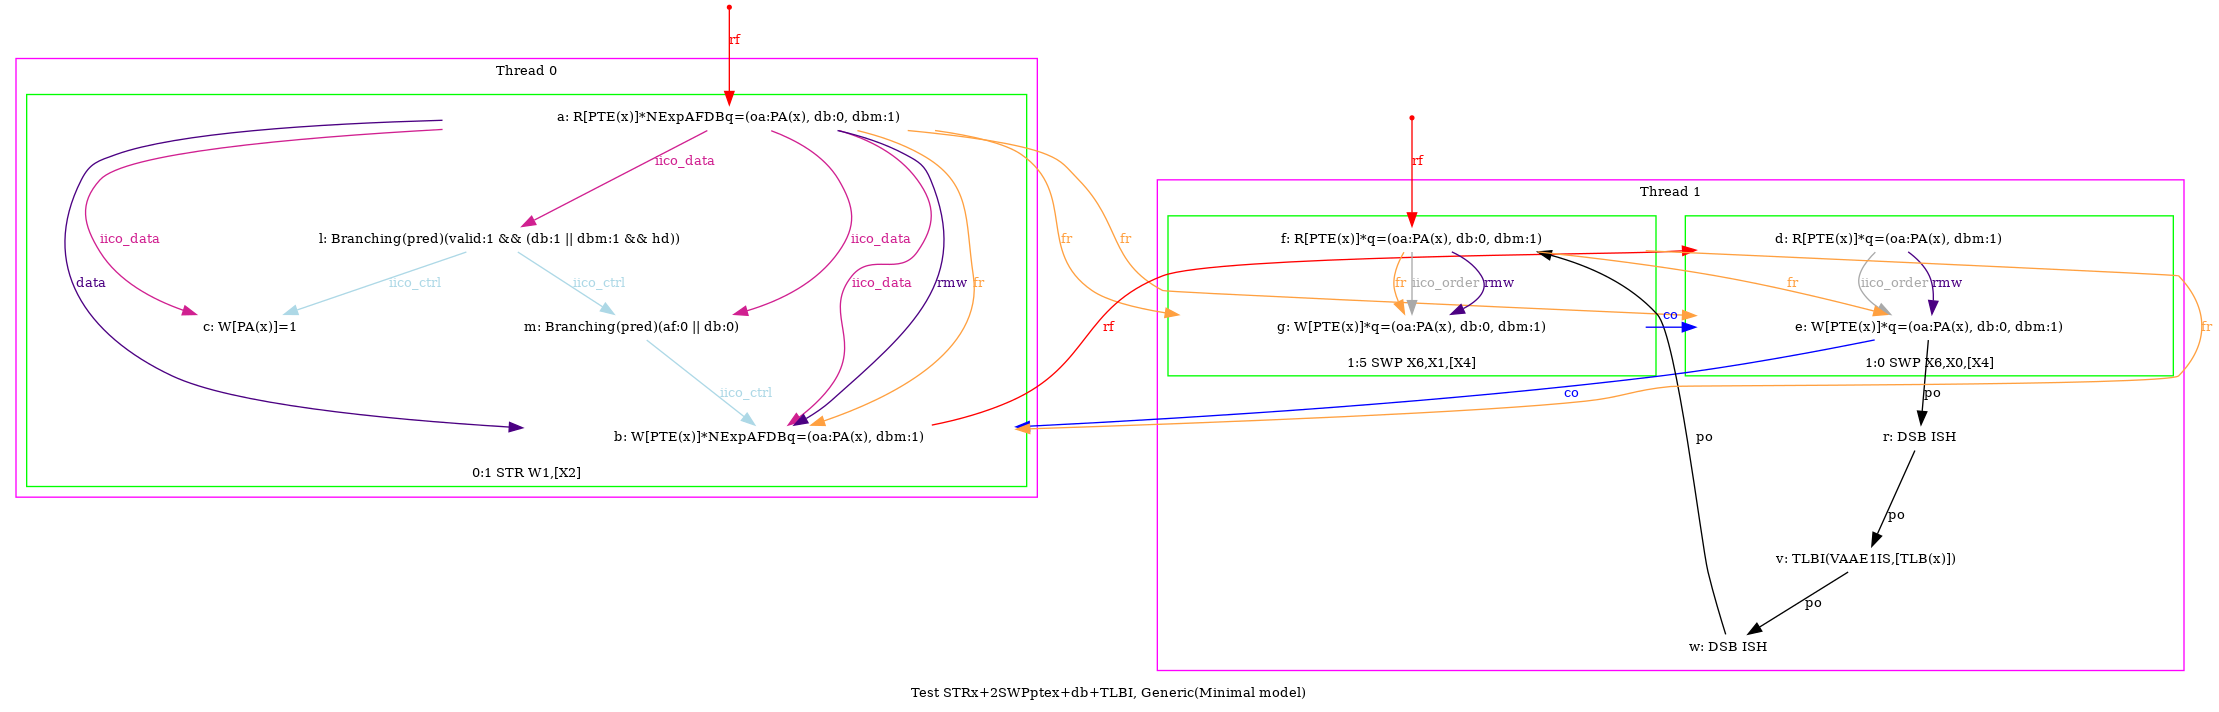 rf
Thread 0
a: R[PTE(x)]*NExpAFDBq=(oa:PA(x), db:0, dbm:1)
rf
iico_data
Thread 1
iico_data
l: Branching(pred)(valid:1 && (db:1 || dbm:1 && hd))
iico_data
fr
fr
f: R[PTE(x)]*q=(oa:PA(x), db:0, dbm:1)
d: R[PTE(x)]*q=(oa:PA(x), dbm:1)
data
iico_ctrl
iico_ctrl
iico_data
rmw
fr
fr
iico_order
rmw
fr
iico_order
rmw
c: W[PA(x)]=1
m: Branching(pred)(af:0 || db:0)
rf
g: W[PTE(x)]*q=(oa:PA(x), db:0, dbm:1)
co
e: W[PTE(x)]*q=(oa:PA(x), db:0, dbm:1)
fr
1:5 SWP X6,X1,[X4]
1:0 SWP X6,X0,[X4]
iico_ctrl
co
po
b: W[PTE(x)]*NExpAFDBq=(oa:PA(x), dbm:1)
po
r: DSB ISH
0:1 STR W1,[X2]
po
v: TLBI(VAAE1IS,[TLB(x)])
po
w: DSB ISH
Test STRx+2SWPptex+db+TLBI, Generic(Minimal model)